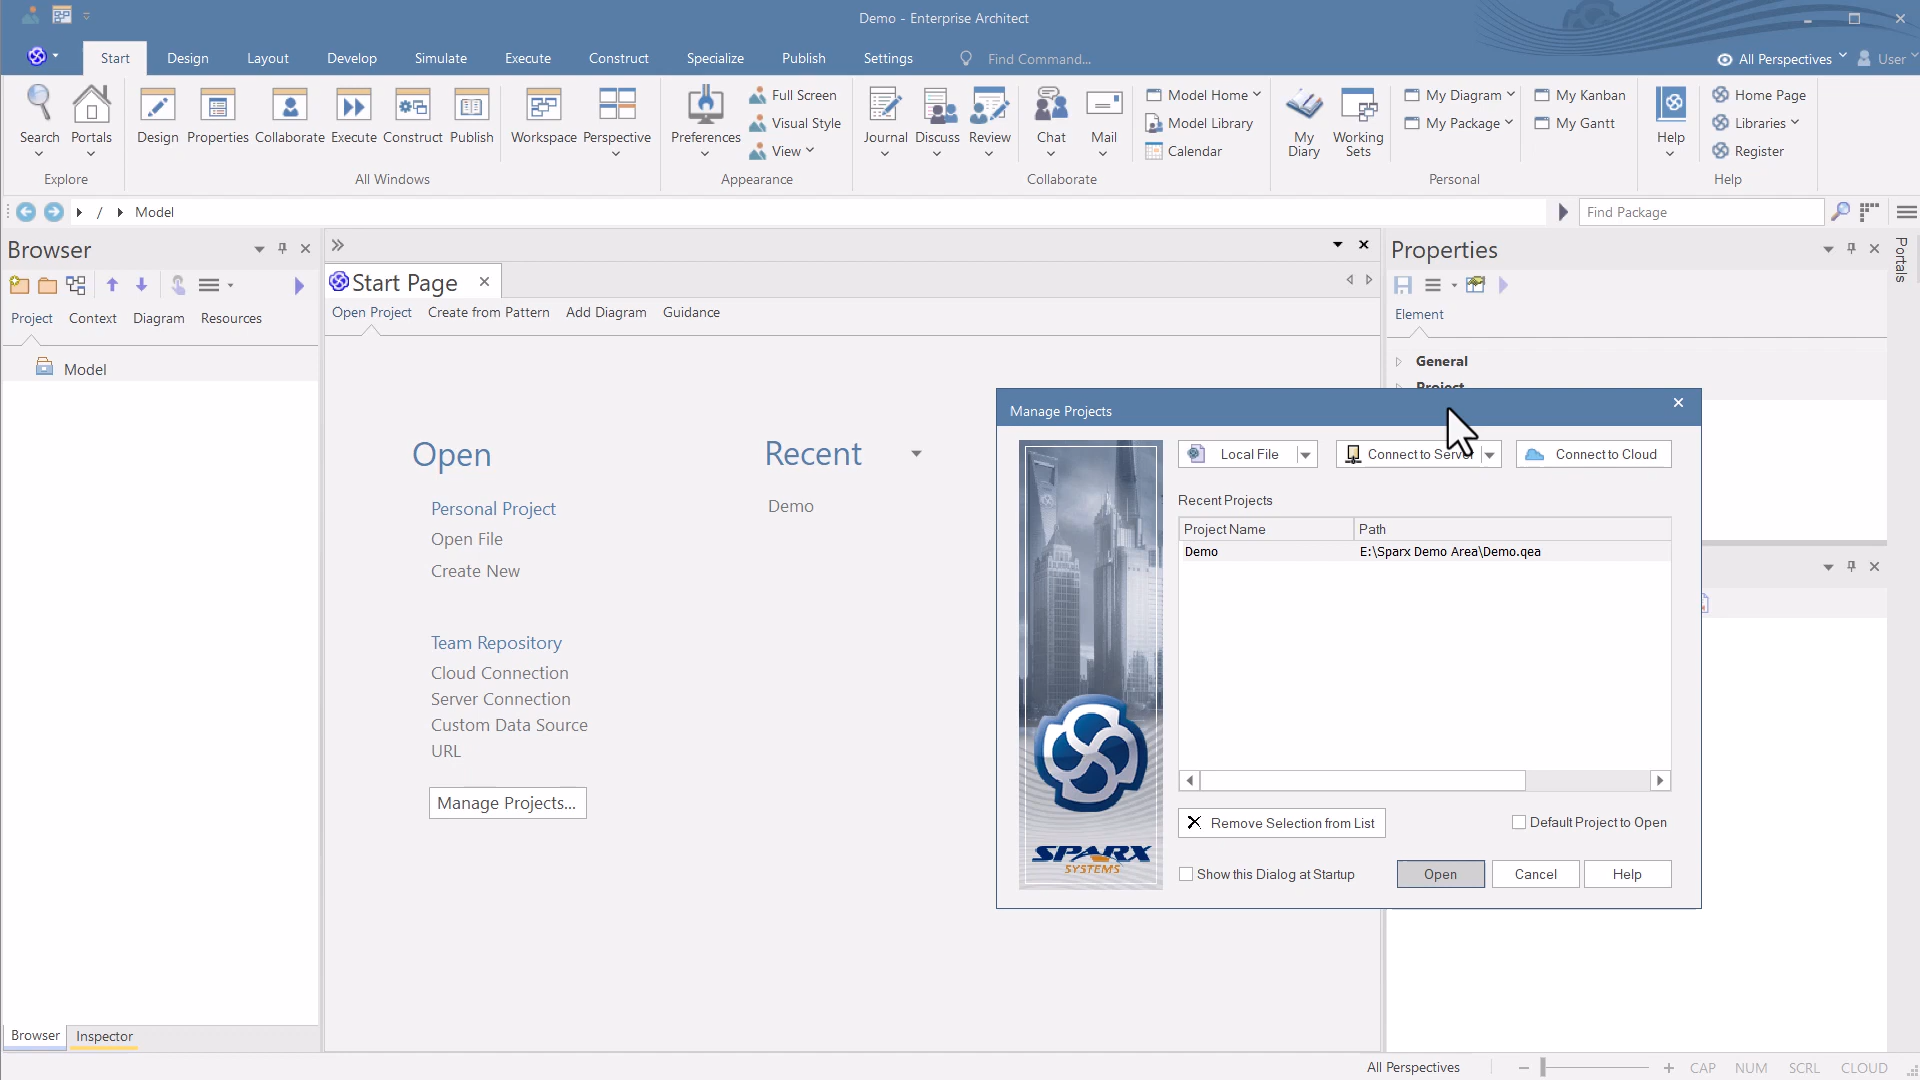 Demo - Enterprise Architect
Start
Design
Layout
Develop
Simulate
Execute
Construct
Specialize
Publish
Settings
Find Command...
All Perspectives
User
Search
Portals
Explore
Design
Properties
Collaborate
Execute
Construct
Publish
All Windows
Workspace
Perspective
Preferences
Full Screen
Visual Style
View
Appearance
Journal
Discuss
Review
Chat
Mail
Model Home
Model Library
Calendar
Collaborate
My
Diary
Working
Sets
My Diagram
My Package
My Kanban
My Gantt
Personal
Help
Home Page
Libraries
Register
Help
/
Model
Find Package
Browser
Project
Context
Diagram
Resources
Model
Browser
Inspector
Start Page
Open Project
Create from Pattern
Add Diagram
Guidance
Open
Personal Project
Open File
Create New
Team Repository
Cloud Connection
Server Connection
Custom Data Source
URL
Manage Projects...
Recent
Demo
Properties
Element
General
Project
Portals
Manage Projects
Local File
Connect to Server
Connect to Cloud
Recent Projects
Project Name
Path
Demo
E:\Sparx Demo Area\Demo.qea
Remove Selection from List
Default Project to Open
Show this Dialog at Startup
Open
Cancel
Help
SPARX
SYSTEMS
All Perspectives
CAP
NUM
SCRL
CLOUD